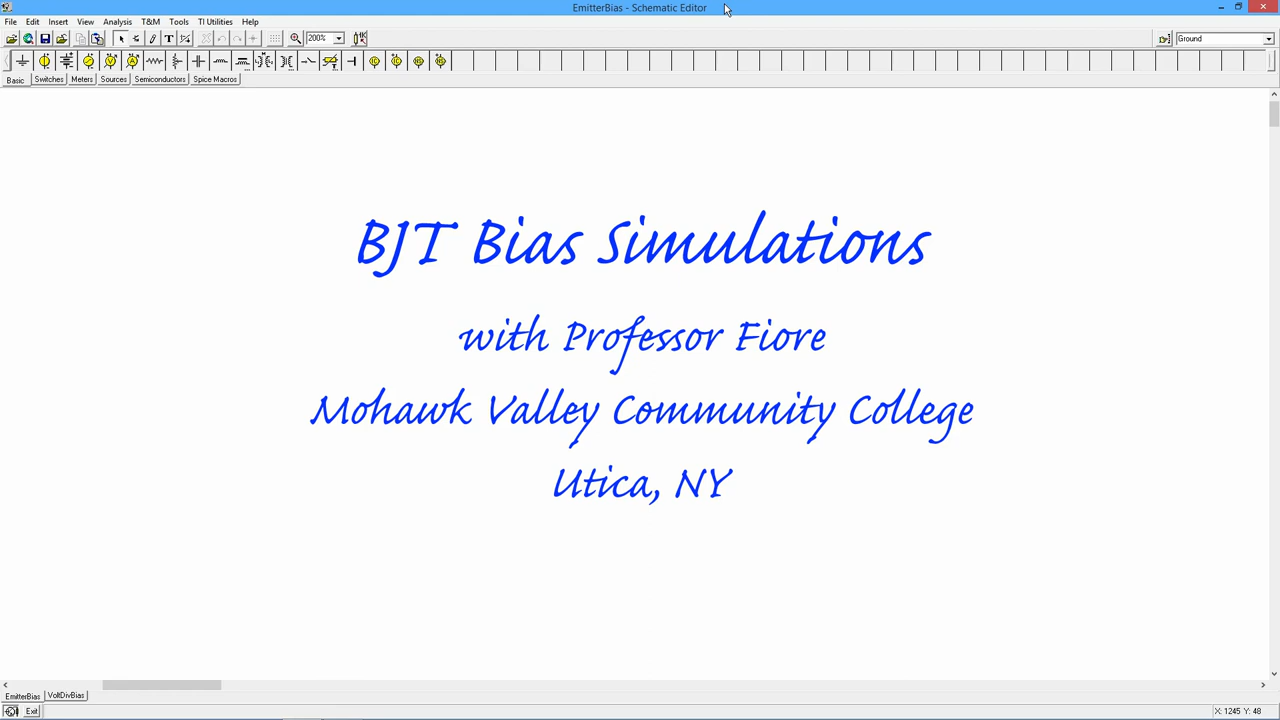 EmitterBias - Schematic Editor
File Edit Insert View Analysis T&M Tools TI Utilities Help
200% Ground
Basic Switches Meters Sources Semiconductors Spice Macros
BJT Bias Simulations
with Professor Fiore
Mohawk Valley Community College
Utica, NY
EmitterBias VoltDivBias
Exit X: 1245 Y: 48